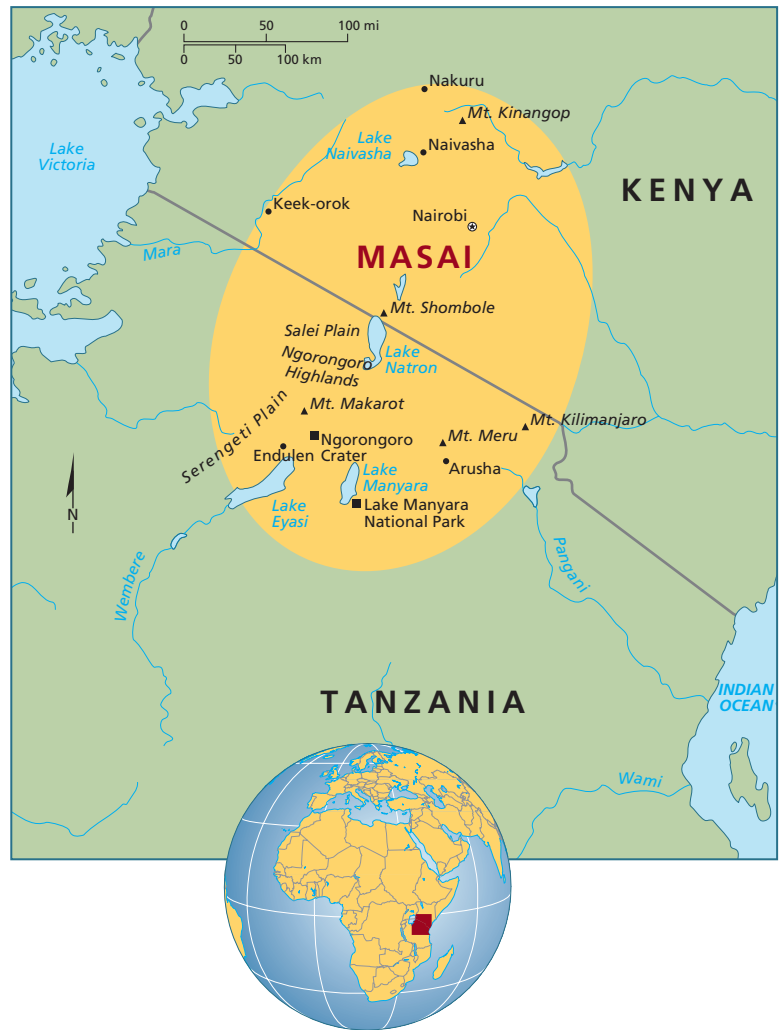 0 50 100 mi
0 50 100 km
Nakuru
Mt. Kinangop
Lake
Victoria
Lake
Naivasha
Naivasha
KENYA
Keek-orok
Nairobi
Mara
MASAI
Mt. Shombole
Salei Plain
Lake
Natron
Ngorongoro
Highlands
Mt. Makarot
Serengeti Plain
Mt. Kilimanjaro
Ngorongoro
Mt. Meru
Endulen Crater
Arusha
Lake
Manyara
Lake
Eyasi
Lake Manyara
National Park
N
Wembere
Pangani
INDIAN
OCEAN
TANZANIA
Wami